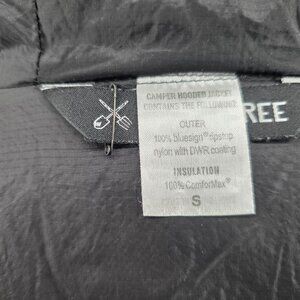 CAMPER HOODED JACKET
CONTAINS THE FOLLOWING
REE
OUTER
100% bluesign® ripstop
nylon with DWR coating
INSULATION
100% ComforMax®
S